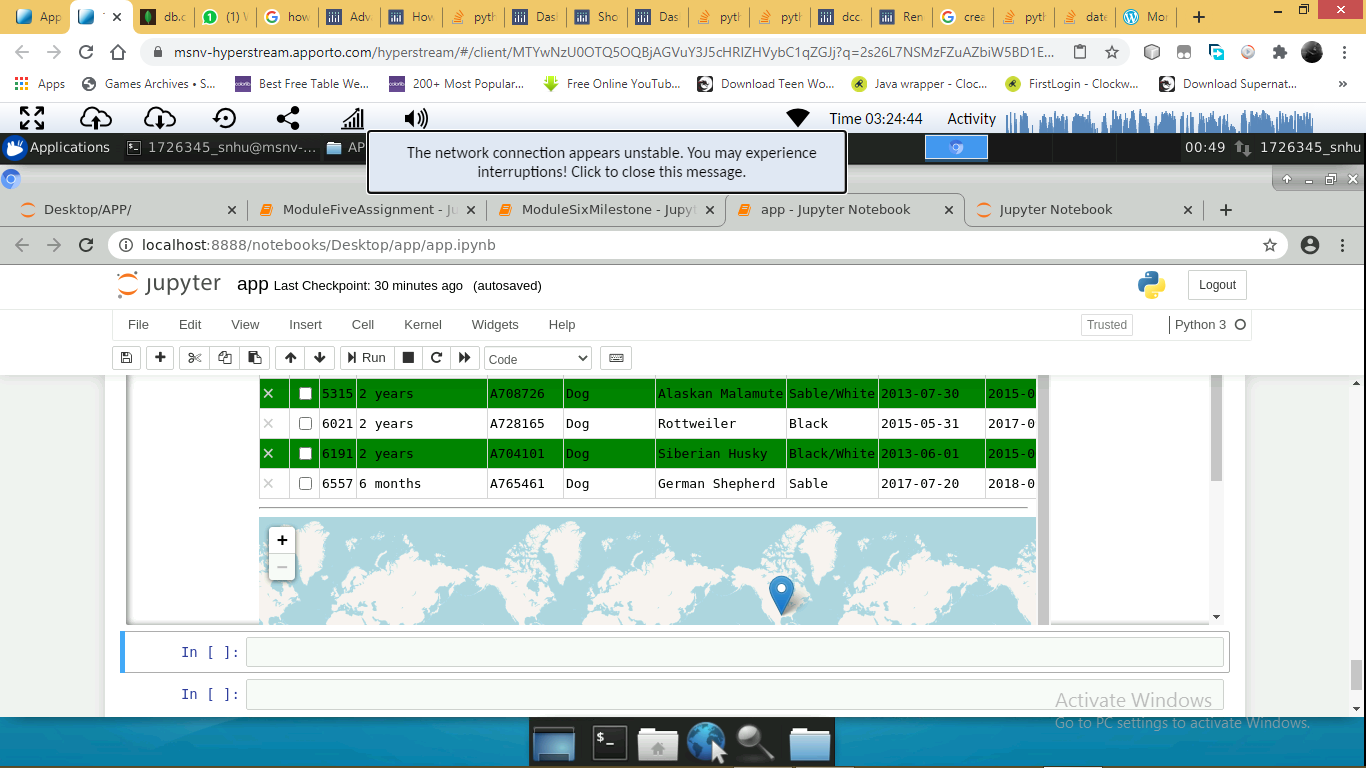 App
T
db.c
(1) \
how
Adv
How
pyth
Dasl
Sho
Das
pyth
pyth
dcc.
Ren
crea
pyth
date
Mo
msnv-hyperstream.apporto.com/hyperstream/#/client/MTYwNzU0OTQ5OQBjAGVuY3J5cHRlZHVybC1qZGJj?q=2s26L7NSMzFZuAZbiW5BD1E...
Apps
Games Archives • S...
Best Free Table We...
200+ Most Popular...
Free Online YouTub...
Download Teen Wo...
Java wrapper - Cloc...
FirstLogin - Clockw...
Download Supernat...
»
Time 03:24:44
Activity
Applications
1726345_snhu@msnv-...
AP
00:49
1726345_snhu
The network connection appears unstable. You may experience
interruptions! Click to close this message.
Desktop/APP/
ModuleFiveAssignment - Ju
ModuleSixMilestone - Jupyt
app - Jupyter Notebook
Jupyter Notebook
localhost:8888/notebooks/Desktop/app/app.ipynb
jupyter
app Last Checkpoint: 30 minutes ago (autosaved)
Logout
File Edit View Insert Cell Kernel Widgets Help
Trusted
Python 3
Run
Code
× 5315 2 years A708726 Dog Alaskan Malamute Sable/White 2013-07-30 2015-0
× 6021 2 years A728165 Dog Rottweiler Black 2015-05-31 2017-0
× 6191 2 years A704101 Dog Siberian Husky Black/White 2013-06-01 2015-0
× 6557 6 months A765461 Dog German Shepherd Sable 2017-07-20 2018-0
+
−
In [ ]:
In [ ]:
Activate Windows
Go to PC settings to activate Windows.
$_